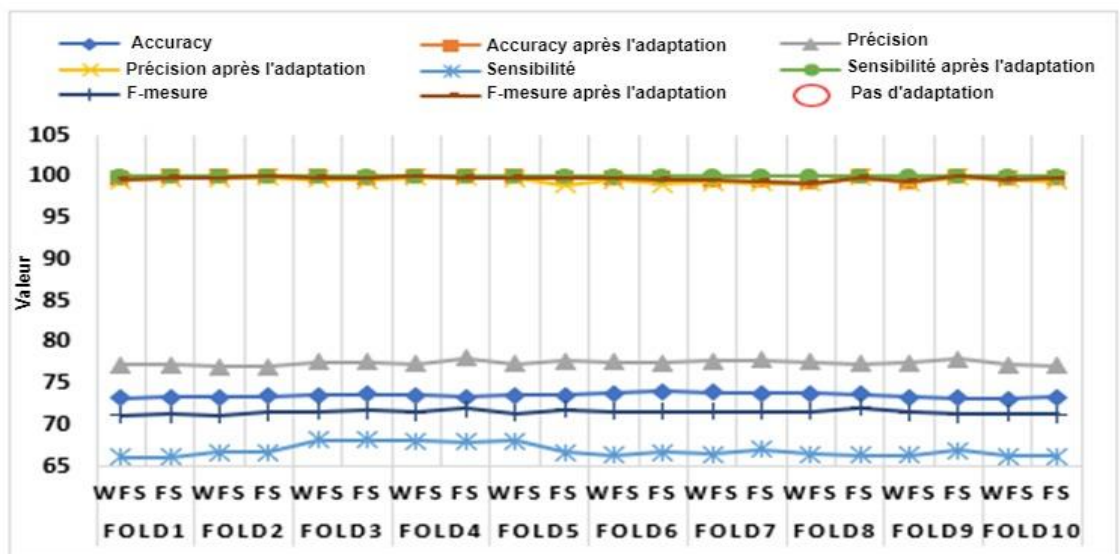 Accuracy Accuracy après l'adaptation Précision
Précision après l'adaptation Sensibilité Sensibilité après l'adaptation
F-mesure F-mesure après l'adaptation Pas d'adaptation
105
100
95
90
85
80
75
70
65
Valeur
WFS FS WFS FS WFS FS WFS FS WFS FS WFS FS WFS FS WFS FS WFS FS WFS FS
FOLD1 FOLD2 FOLD3 FOLD4 FOLD5 FOLD6 FOLD7 FOLD8 FOLD9 FOLD10